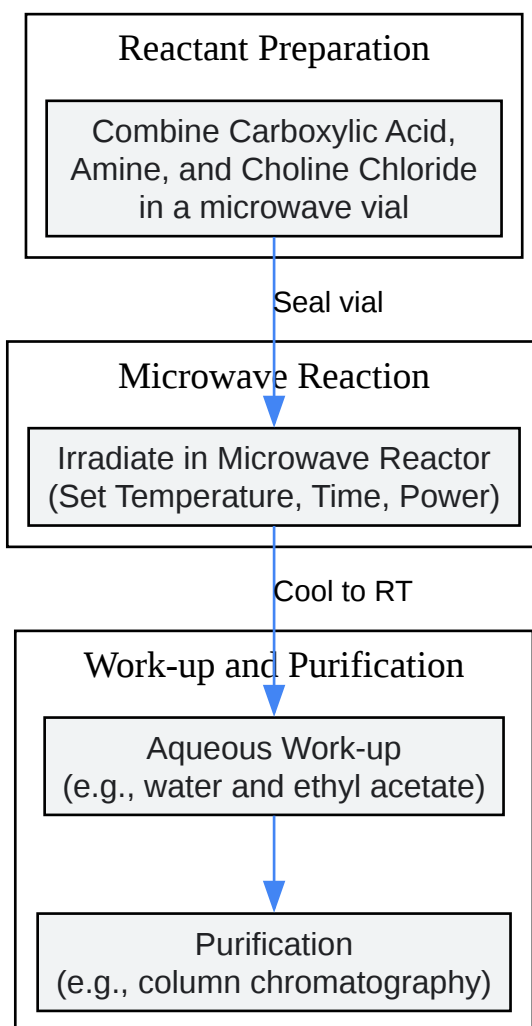 Reactant Preparation
Combine Carboxylic Acid,
Amine, and Choline Chloride
in a microwave vial
Seal vial
Microwave Reaction
Irradiate in Microwave Reactor
(Set Temperature, Time, Power)
Cool to RT
Work-up and Purification
Aqueous Work-up
(e.g., water and ethyl acetate)
Purification
(e.g., column chromatography)